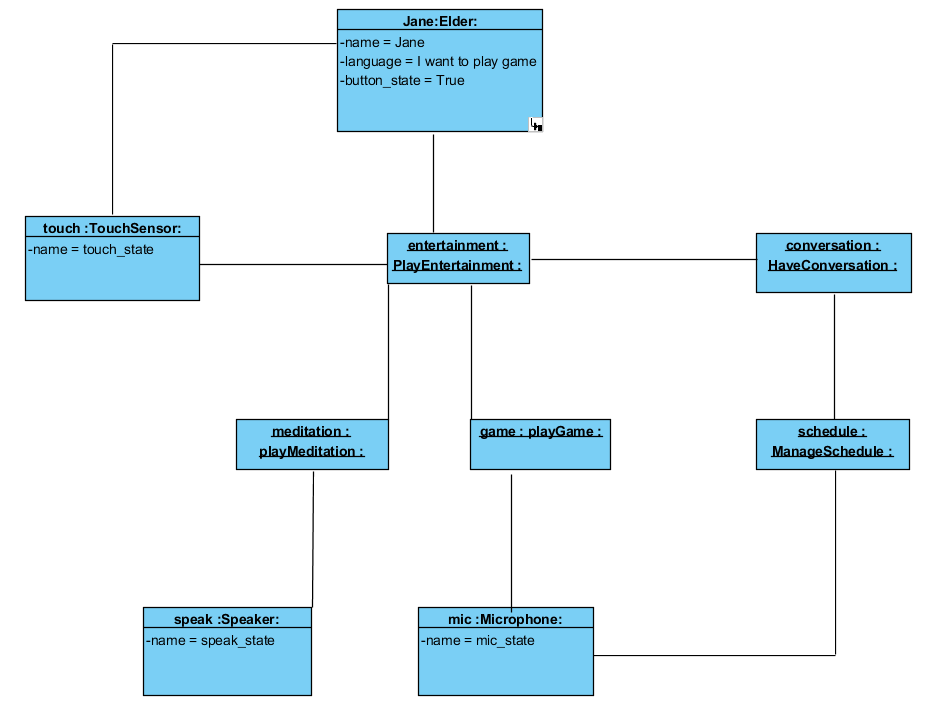 Jane:Elder:
-name = Jane
-language = I want to play game
-button_state = True
touch :TouchSensor:
-name = touch_state
entertainment :
PlayEntertainment :
conversation :
HaveConversation :
meditation :
playMeditation :
game : playGame :
schedule :
ManageSchedule :
speak :Speaker:
-name = speak_state
mic :Microphone:
-name = mic_state